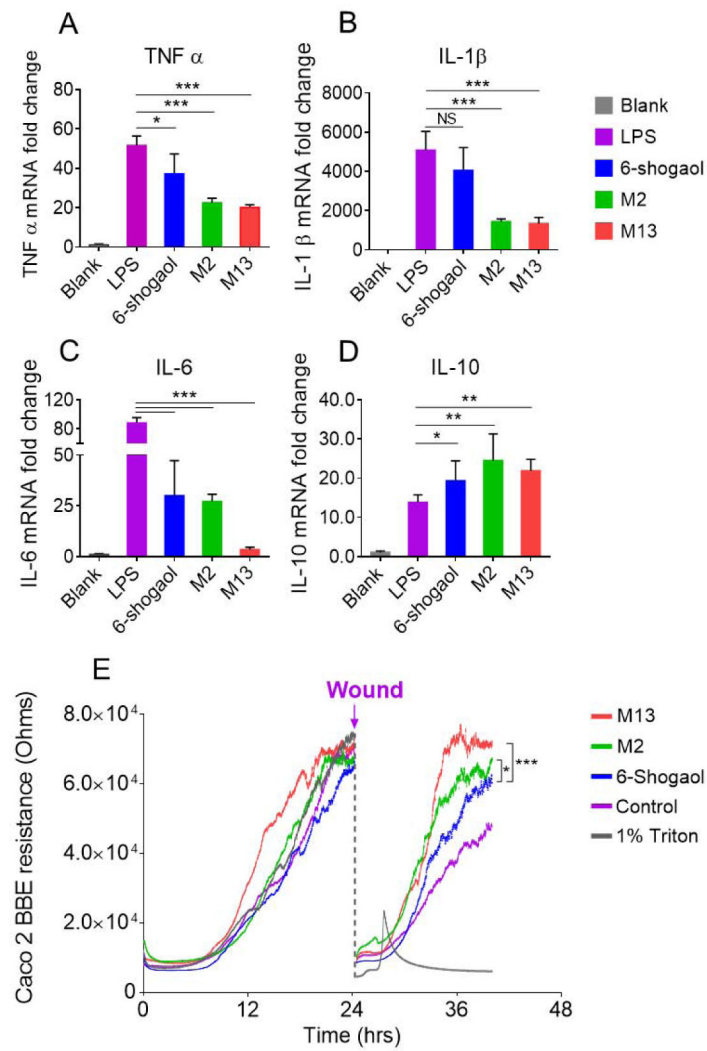 A
TNF α
TNF α mRNA fold change
80
60
40
20
0
***
***
*
Blank
LPS
6-shogaol
M2
M13
B
IL-1β
IL-1 β mRNA fold change
8000
6000
4000
2000
0
***
***
NS
Blank
LPS
6-shogaol
M2
M13
Blank
LPS
6-shogaol
M2
M13
C
IL-6
IL-6 mRNA fold change
120
80
50
25
0
***
Blank
LPS
6-shogaol
M2
M13
D
IL-10
IL-10 mRNA fold change
40.0
30.0
20.0
10.0
0.0
**
**
*
Blank
LPS
6-shogaol
M2
M13
E
Wound
Caco 2 BBE resistance (Ohms)
8.0×10⁴
6.0×10⁴
4.0×10⁴
2.0×10⁴
0
0 12 24 36 48
Time (hrs)
*
***
M13
M2
6-Shogaol
Control
1% Triton